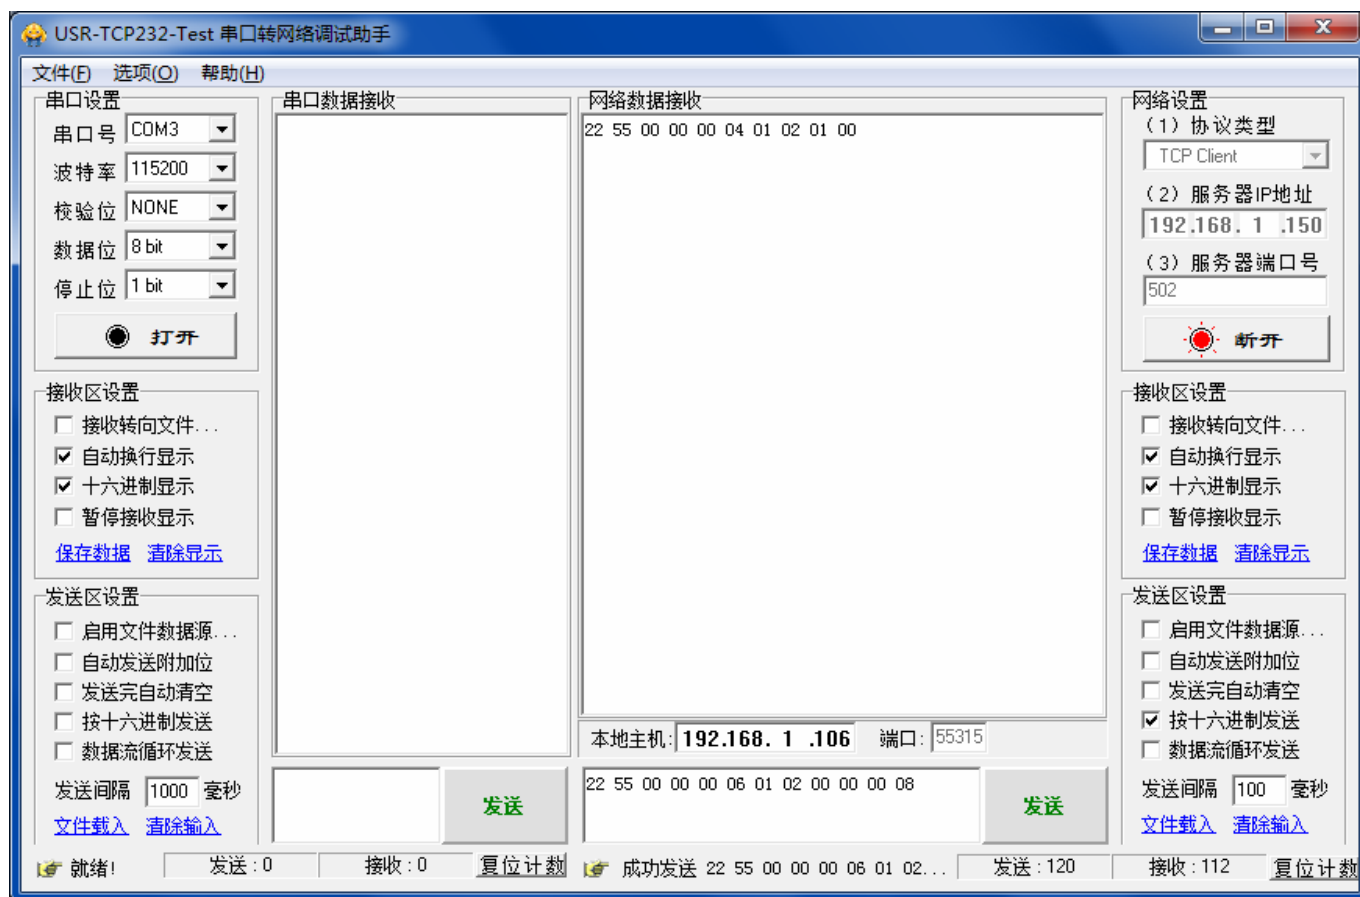 USR-TCP232-Test 串口转网络调试助手
文件(F) 选项(O) 帮助(H)
串口设置
串口号 COM3
波特率 115200
校验位 NONE
数据位 8 bit
停止位 1 bit
打开
接收区设置
接收转向文件...
自动换行显示
十六进制显示
暂停接收显示
保存数据 清除显示
发送区设置
启用文件数据源...
自动发送附加位
发送完自动清空
按十六进制发送
数据流循环发送
发送间隔 1000 毫秒
文件载入 清除输入
串口数据接收
发送
网络数据接收
22 55 00 00 00 04 01 02 01 00
本地主机: 192.168. 1 .106 端口: 55315
22 55 00 00 00 06 01 02 00 00 00 08
发送
网络设置
(1) 协议类型
TCP Client
(2) 服务器IP地址
192.168. 1 .150
(3) 服务器端口号
502
断开
接收区设置
接收转向文件...
自动换行显示
十六进制显示
暂停接收显示
保存数据 清除显示
发送区设置
启用文件数据源...
自动发送附加位
发送完自动清空
按十六进制发送
数据流循环发送
发送间隔 100 毫秒
文件载入 清除输入
就绪! 发送:0 接收:0 复位计数 成功发送 22 55 00 00 00 06 01 02... 发送:120 接收:112 复位计数